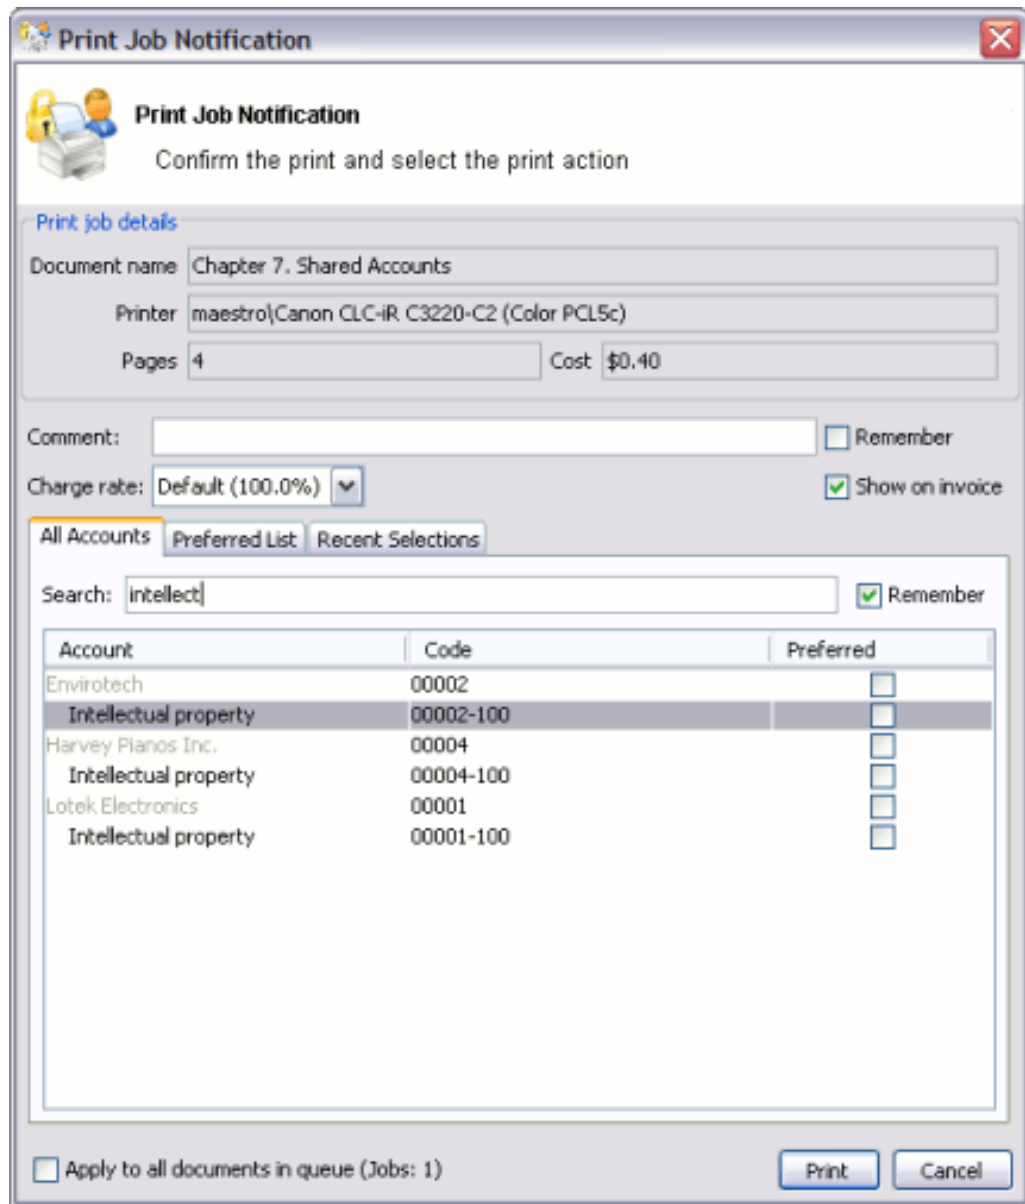 Print Job Notification
Print Job Notification
Confirm the print and select the print action
Print job details
Document name Chapter 7. Shared Accounts
Printer maestro\Canon CLC-iR C3220-C2 (Color PCL5c)
Pages 4 Cost $0.40
Comment: Remember
Charge rate: Default (100.0%) Show on invoice
All Accounts Preferred List Recent Selections
Search: intellect Remember
Account Code Preferred
Envirotech 00002
Intellectual property 00002-100
Harvey Pianos Inc. 00004
Intellectual property 00004-100
Lotek Electronics 00001
Intellectual property 00001-100
Apply to all documents in queue (Jobs: 1) Print Cancel